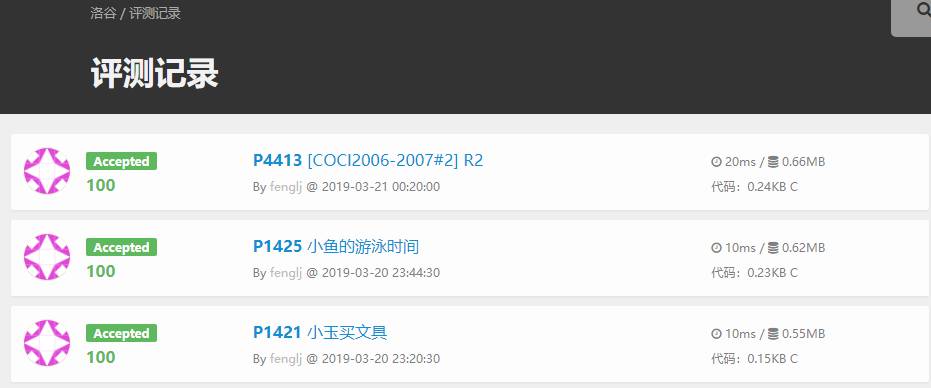 洛谷 / 评测记录
评测记录
Accepted P4413 [COCI2006-2007#2] R2 20ms / 0.66MB
100 By fenglj @ 2019-03-21 00:20:00 代码：0.24KB C
Accepted P1425 小鱼的游泳时间 10ms / 0.62MB
100 By fenglj @ 2019-03-20 23:44:30 代码：0.23KB C
Accepted P1421 小玉买文具 10ms / 0.55MB
100 By fenglj @ 2019-03-20 23:20:30 代码：0.15KB C